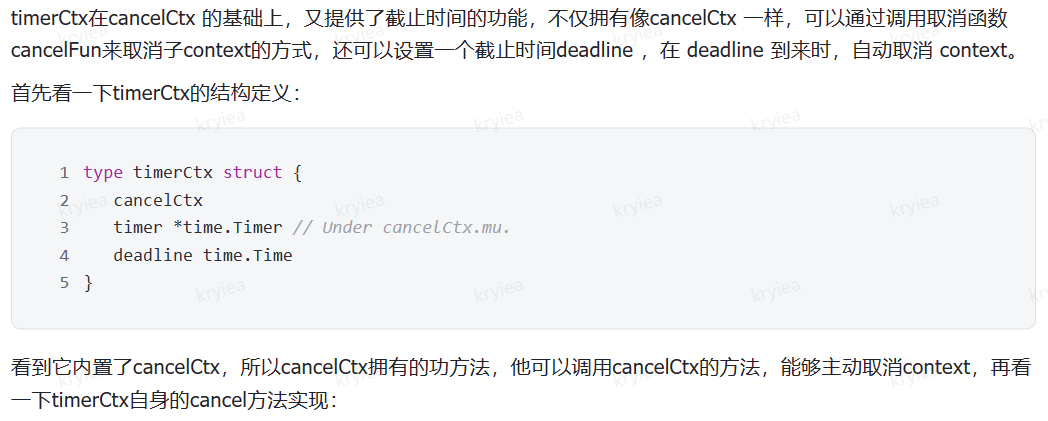 timerCtx在cancelCtx 的基础上，又提供了截止时间的功能，不仅拥有像cancelCtx 一样，可以通过调用取消函数
cancelFun来取消子context的方式，还可以设置一个截止时间deadline ，在 deadline 到来时，自动取消 context。
首先看一下timerCtx的结构定义：
1 type timerCtx struct {
2 cancelCtx
3 timer *time.Timer // Under cancelCtx.mu.
4 deadline time.Time
5 }
看到它内置了cancelCtx，所以cancelCtx拥有的功方法，他可以调用cancelCtx的方法，能够主动取消context，再看
一下timerCtx自身的cancel方法实现：
kryiea